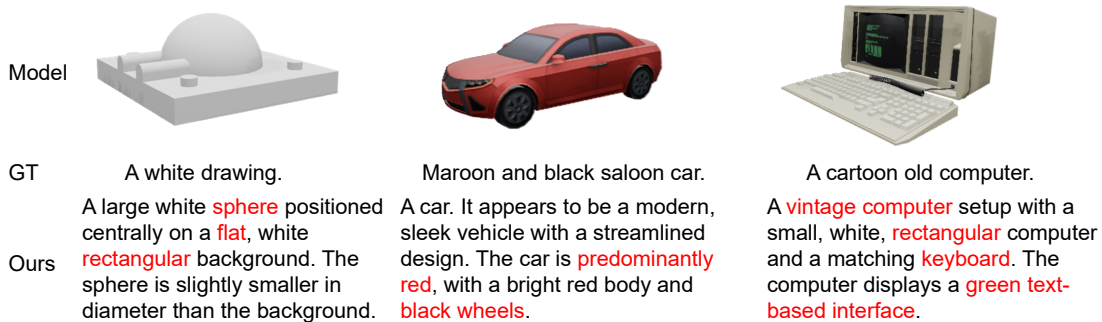 Model
GT
A white drawing.
Maroon and black saloon car.
A cartoon old computer.
Ours
A large white sphere positioned
centrally on a flat, white
rectangular background. The
sphere is slightly smaller in
diameter than the background.
A car. It appears to be a modern,
sleek vehicle with a streamlined
design. The car is predominantly
red, with a bright red body and
black wheels.
A vintage computer setup with a
small, white, rectangular computer
and a matching keyboard. The
computer displays a green text-
based interface.